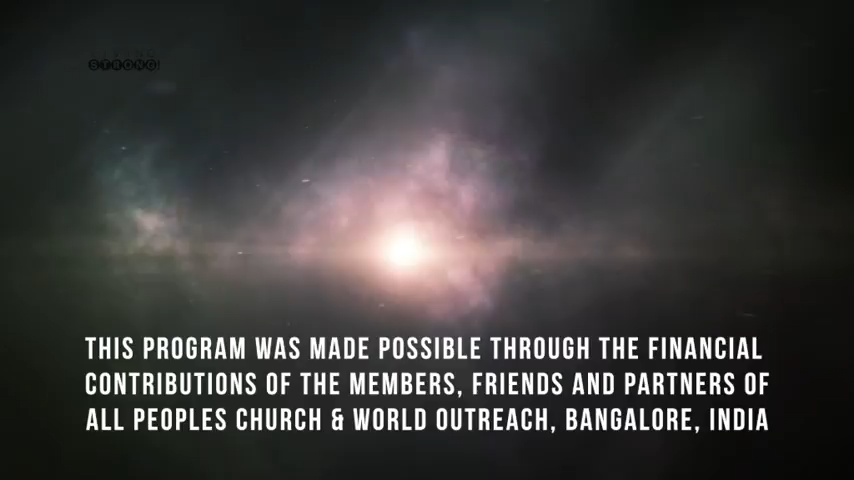 STRONG!
THIS PROGRAM WAS MADE POSSIBLE THROUGH THE FINANCIAL
CONTRIBUTIONS OF THE MEMBERS, FRIENDS AND PARTNERS OF
ALL PEOPLES CHURCH & WORLD OUTREACH, BANGALORE, INDIA